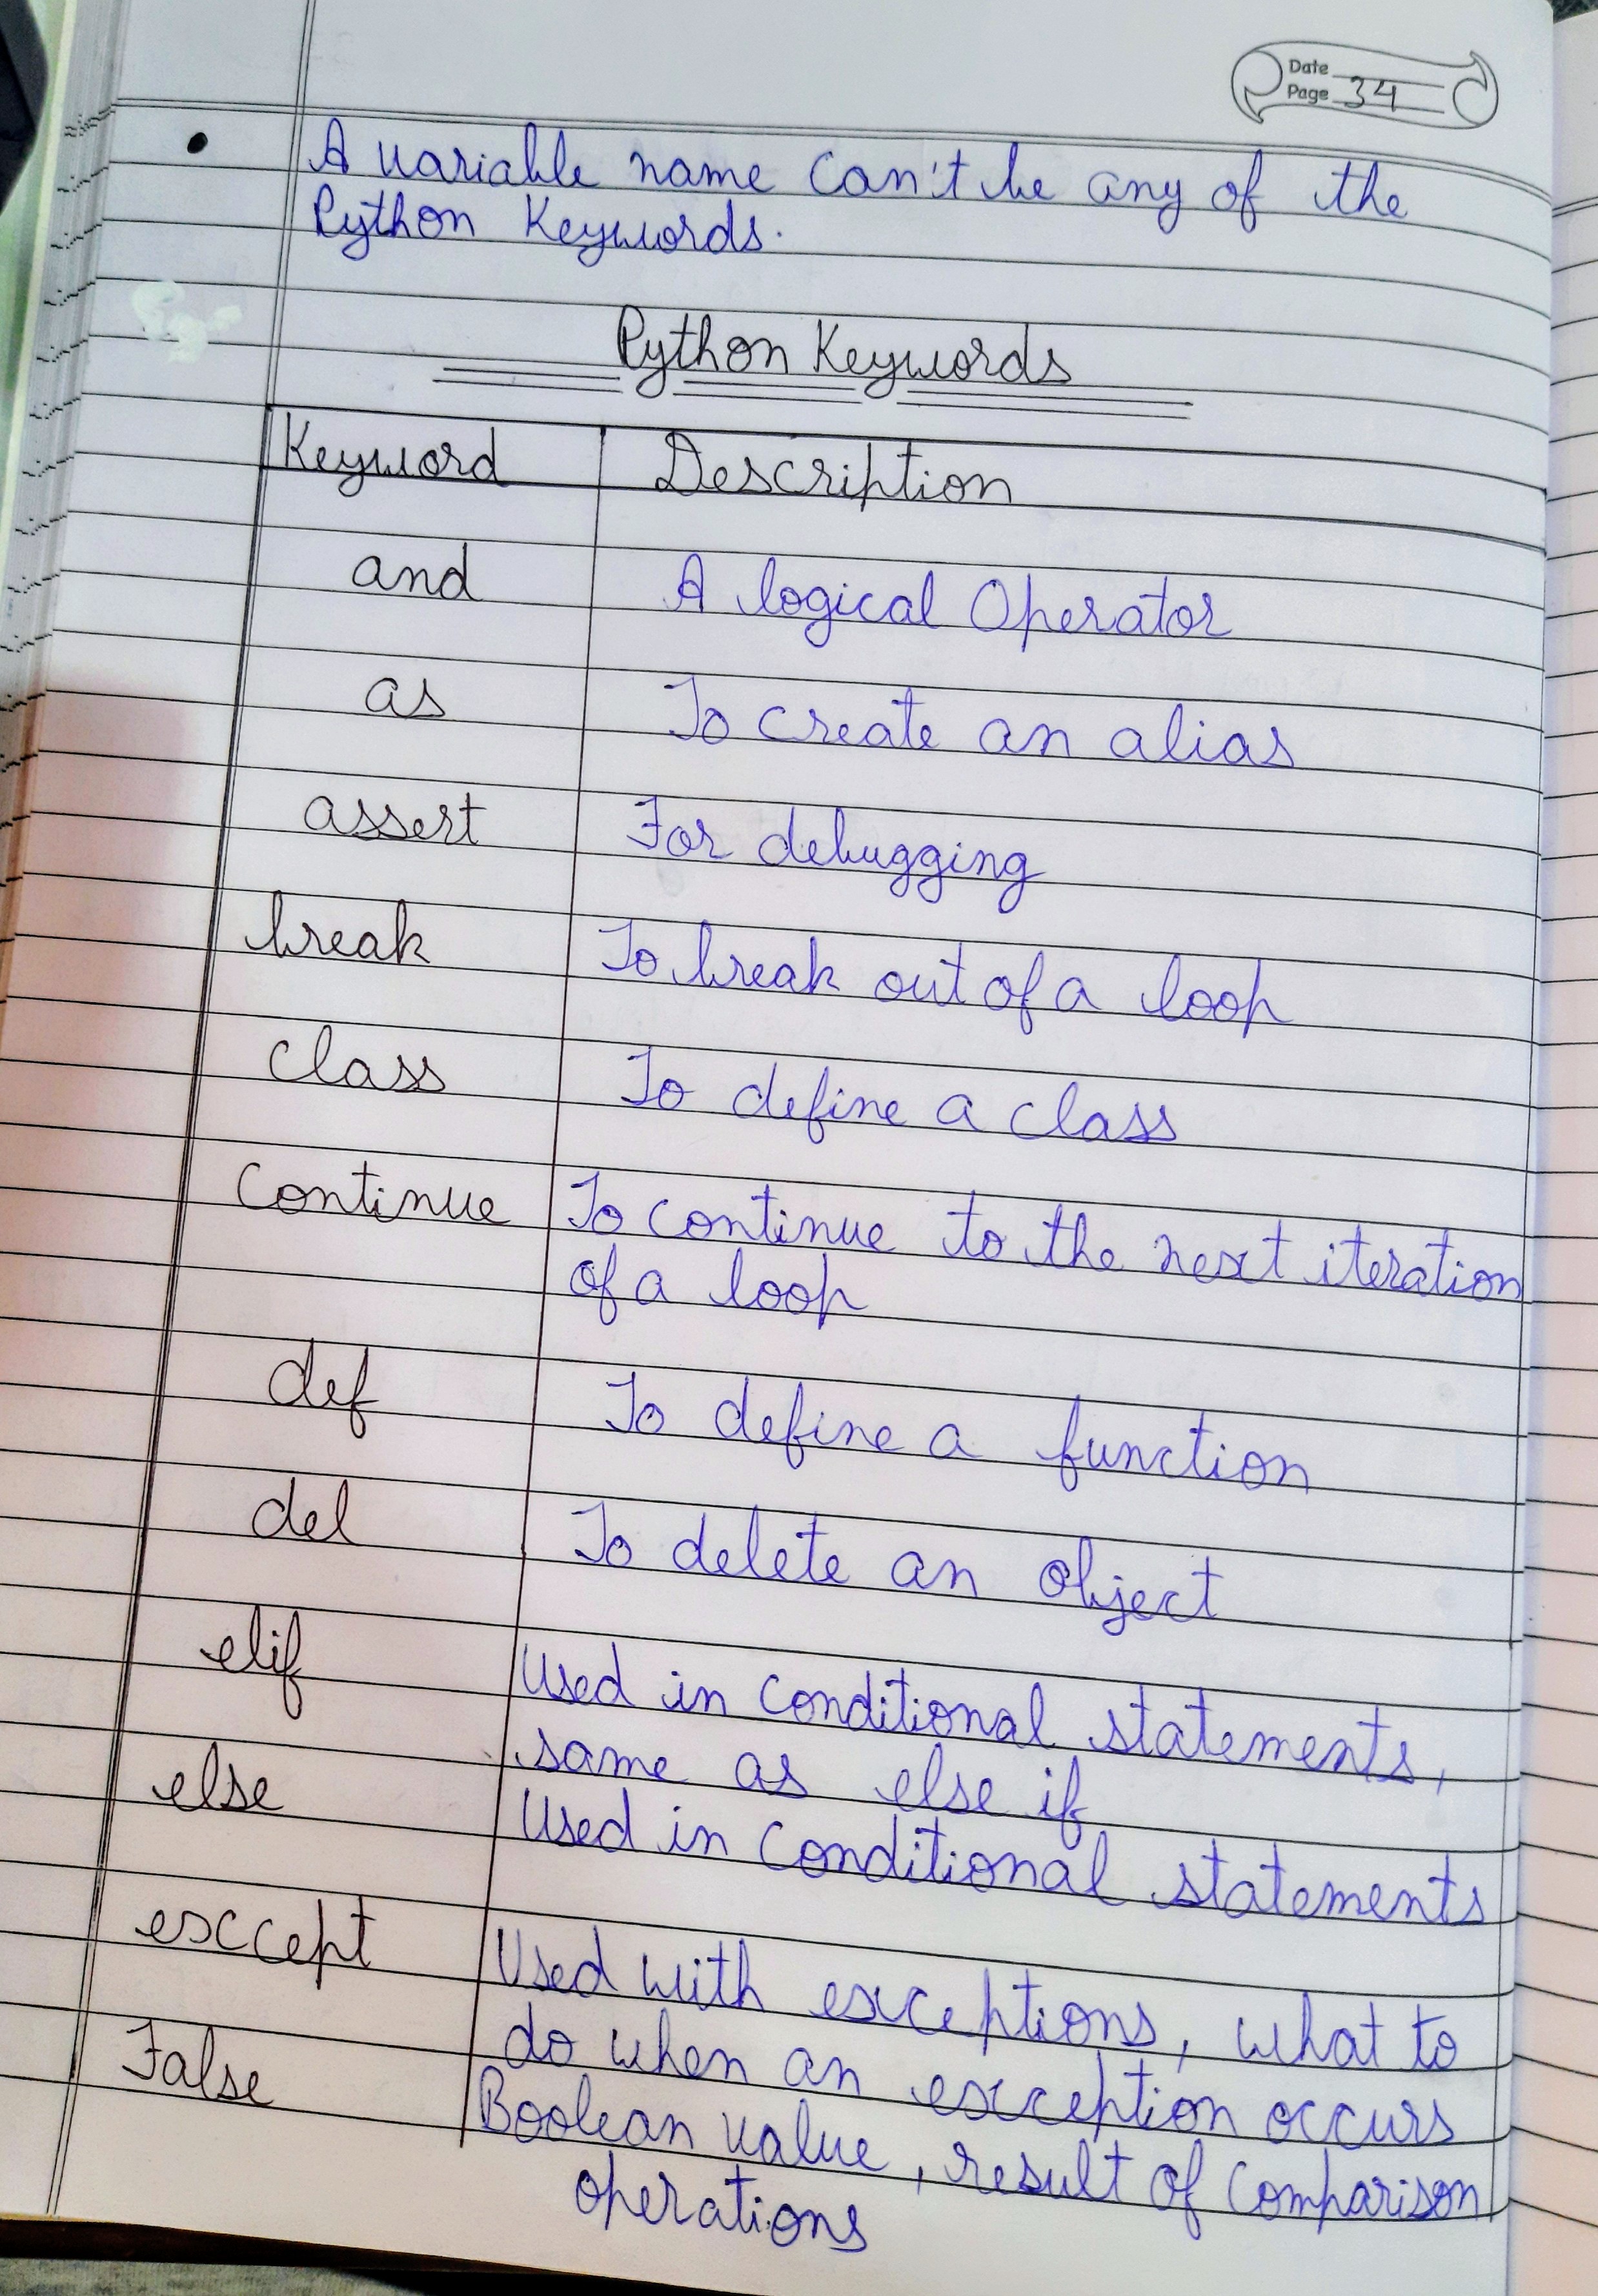 Date
Page 34
• A variable name can't be any of the
Python Keywords.
Python Keywords
Keyword Description
and A logical Operator
as To create an alias
assert For debugging
break To break out of a loop
class To define a class
continue To continue to the next iteration
of a loop
def To define a function
del To delete an object
elif Used in conditional statements,
same as else if
else Used in conditional statements
except Used with exceptions, what to
do when an exception occurs
False Boolean value, result of comparison
operations